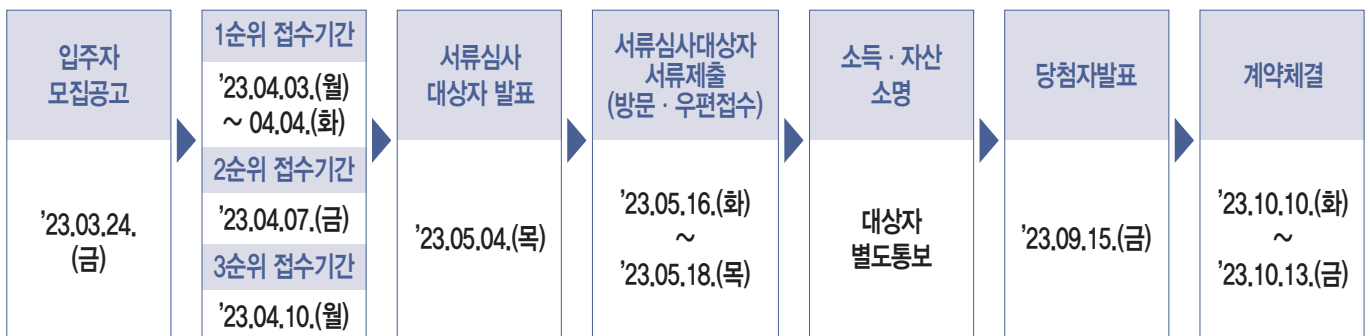 입주자
모집공고
'23.03.24.
(금)
1순위 접수기간
'23.04.03.(월)
~ 04.04.(화)
2순위 접수기간
'23.04.07.(금)
3순위 접수기간
'23.04.10.(월)
서류심사
대상자 발표
'23.05.04.(목)
서류심사대상자
서류제출
(방문 · 우편접수)
'23.05.16.(화)
~
'23.05.18.(목)
소득 · 자산
소명
대상자
별도통보
당첨자발표
'23.09.15.(금)
계약체결
'23.10.10.(화)
~
'23.10.13.(금)